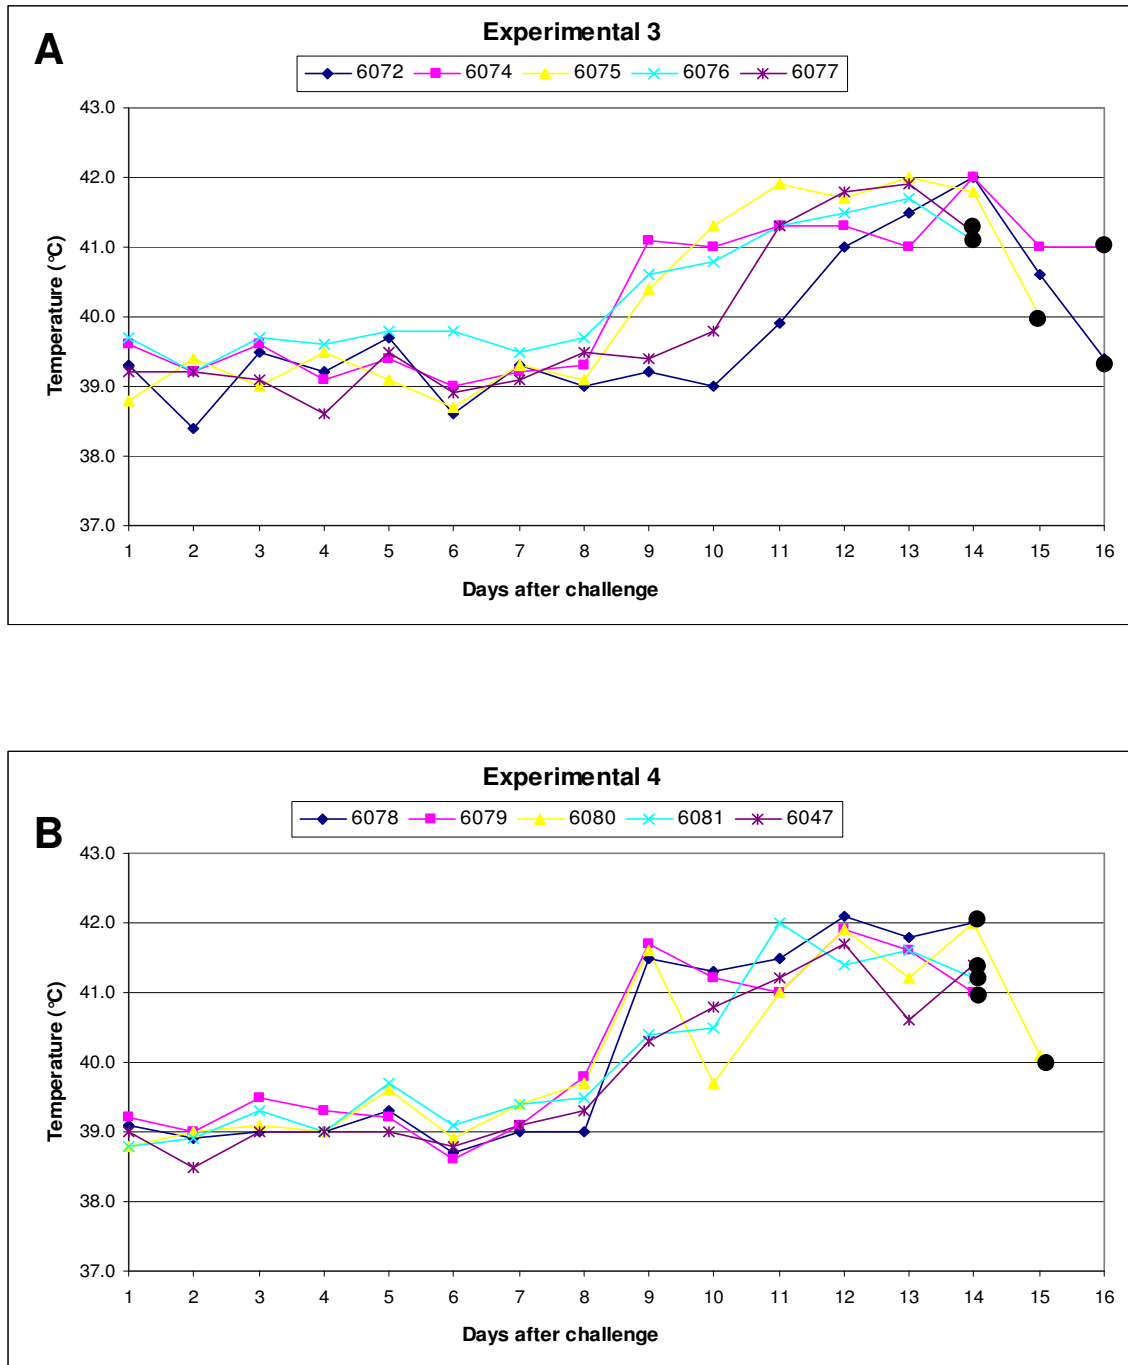 A
Experimental 3
6072 6074 6075 6076 6077
43.0
42.0
41.0
40.0
39.0
38.0
37.0
Temperature (°C)
1 2 3 4 5 6 7 8 9 10 11 12 13 14 15 16
Days after challenge
B
Experimental 4
6078 6079 6080 6081 6047
43.0
42.0
41.0
40.0
39.0
38.0
37.0
Temperature (°C)
1 2 3 4 5 6 7 8 9 10 11 12 13 14 15 16
Days after challenge